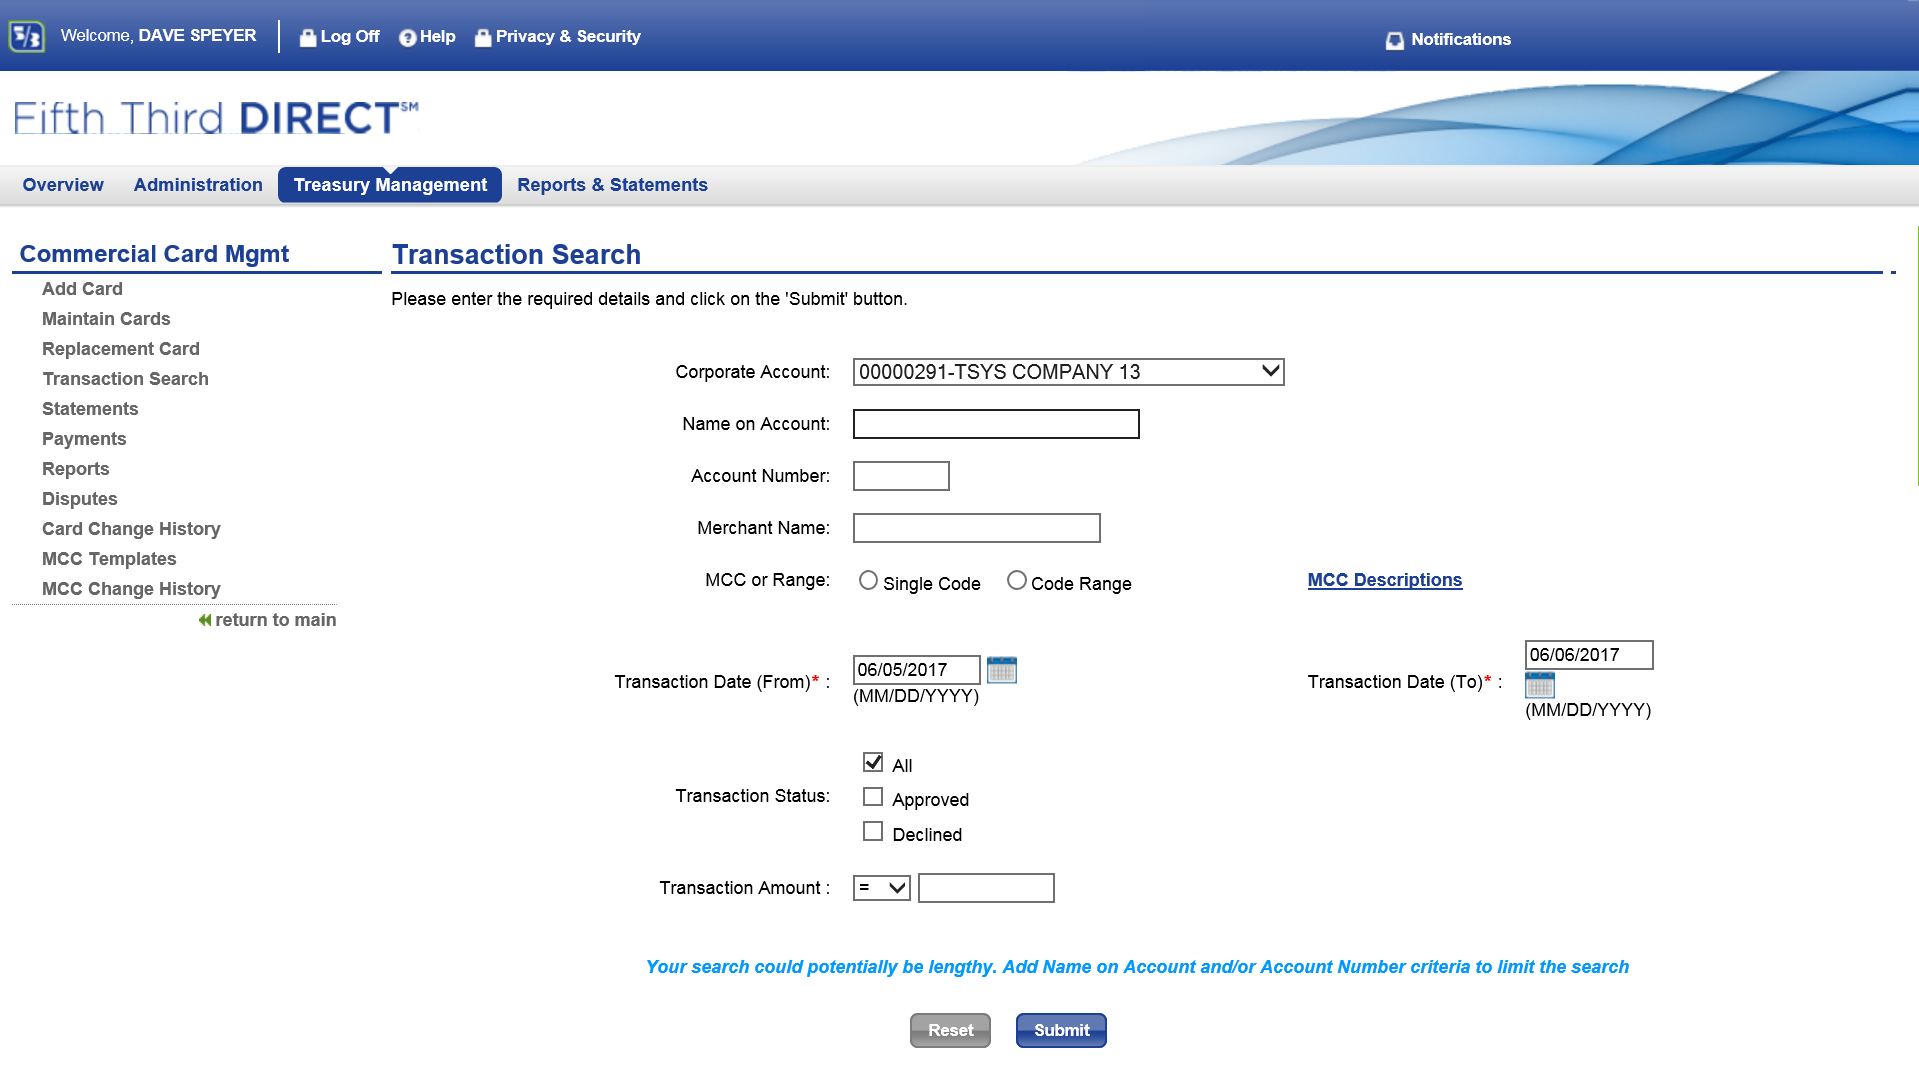 5/3 Welcome, DAVE SPEYER Log Off Help Privacy & Security Notifications
Fifth Third DIRECT℠
Overview Administration Treasury Management Reports & Statements
Commercial Card Mgmt
Add Card
Maintain Cards
Replacement Card
Transaction Search
Statements
Payments
Reports
Disputes
Card Change History
MCC Templates
MCC Change History
return to main
Transaction Search
Please enter the required details and click on the 'Submit' button.
Corporate Account: 00000291-TSYS COMPANY 13
Name on Account:
Account Number:
Merchant Name:
MCC or Range: Single Code Code Range MCC Descriptions
Transaction Date (From)* : 06/05/2017
(MM/DD/YYYY)
Transaction Date (To)* : 06/06/2017
(MM/DD/YYYY)
Transaction Status:
All
Approved
Declined
Transaction Amount : =
Your search could potentially be lengthy. Add Name on Account and/or Account Number criteria to limit the search
Reset Submit